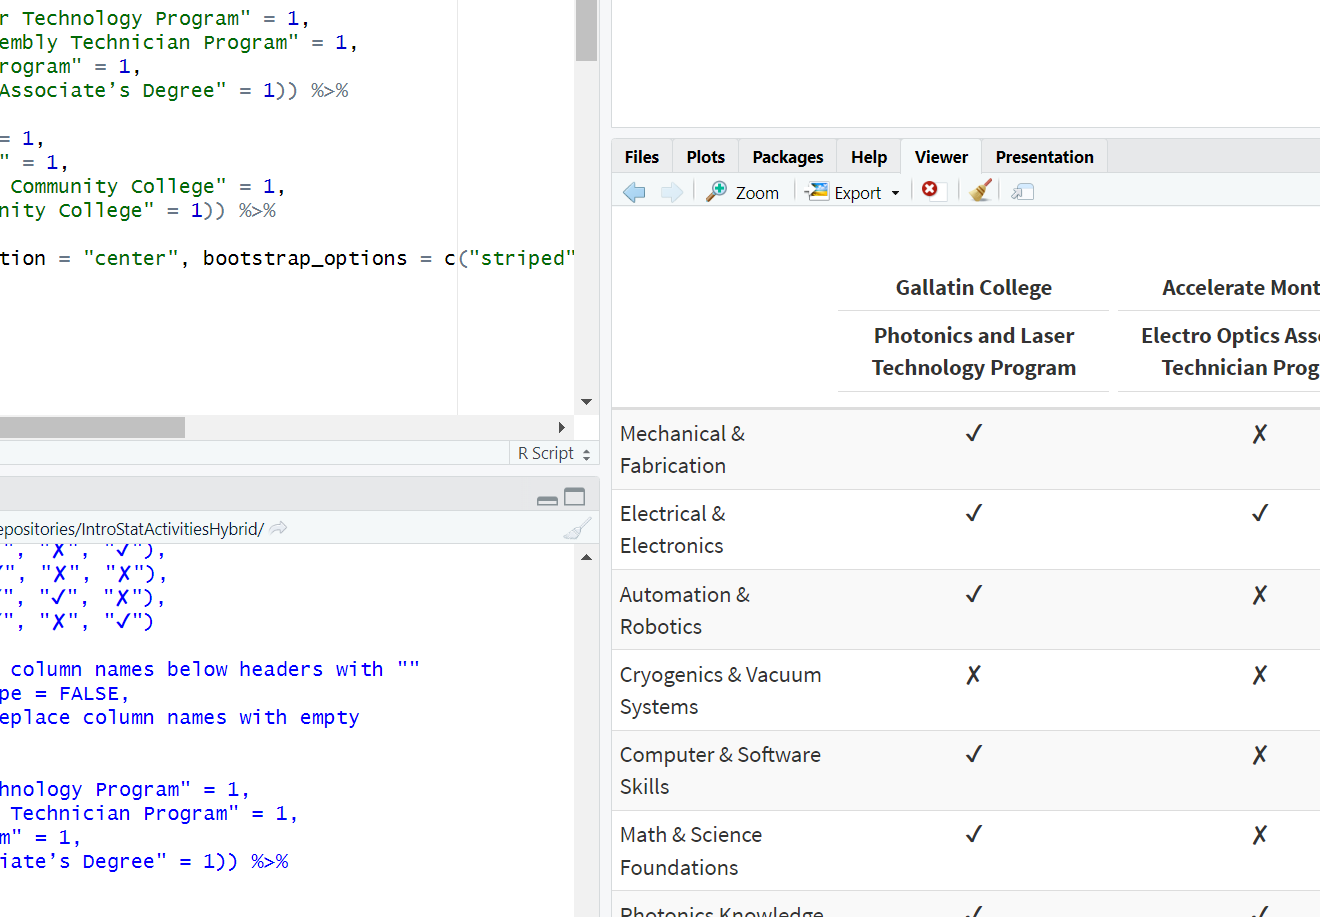 r Technology Program" = 1,
embly Technician Program" = 1,
rogram" = 1,
Associate’s Degree" = 1)) %>%
= 1,
" = 1,
 Community College" = 1,
nity College" = 1)) %>%
tion = "center", bootstrap_options = c("striped"
R Script
epositories/IntroStatActivitiesHybrid/
", "✗", "✓"),
", "✗", "✗"),
", "✓", "✗"),
", "✗", "✓")
column names below headers with ""
pe = FALSE,
eplace column names with empty
hnology Program" = 1,
 Technician Program" = 1,
m" = 1,
iate’s Degree" = 1)) %>%
Files Plots Packages Help Viewer Presentation
Zoom Export
Gallatin College Accelerate Mont
Photonics and Laser Electro Optics Ass
Technology Program Technician Prog
Mechanical & ✓ ✗
Fabrication
Electrical & ✓ ✓
Electronics
Automation & ✓ ✗
Robotics
Cryogenics & Vacuum ✗ ✗
Systems
Computer & Software ✓ ✗
Skills
Math & Science ✓ ✗
Foundations
Photonics Knowledge ✓ ✓